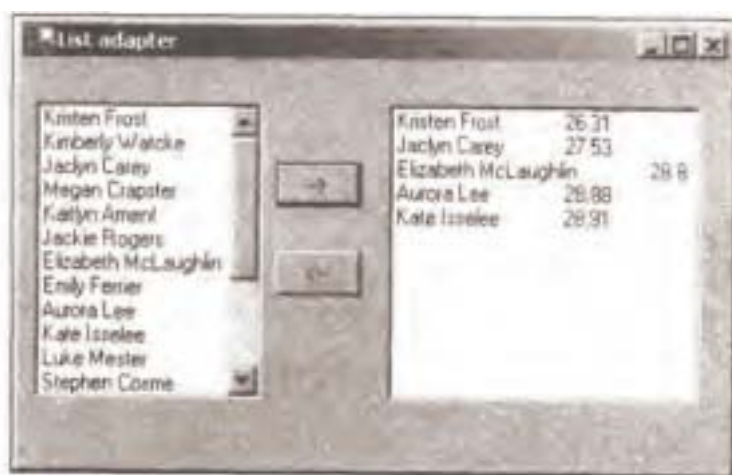 List adapter
Kristen Frost
Kimberly Watcke
Jaclyn Carey
Megan Crapster
Kaitlyn Ament
Jackie Rogers
Elizabeth McLaughlin
Emily Ferrier
Aurora Lee
Kate Isselee
Luke Mester
Stephen Cosme
->
<-
Kristen Frost 26.31
Jaclyn Carey 27.53
Elizabeth McLaughlin 28.8
Aurora Lee 28.88
Kate Isselee 28.91